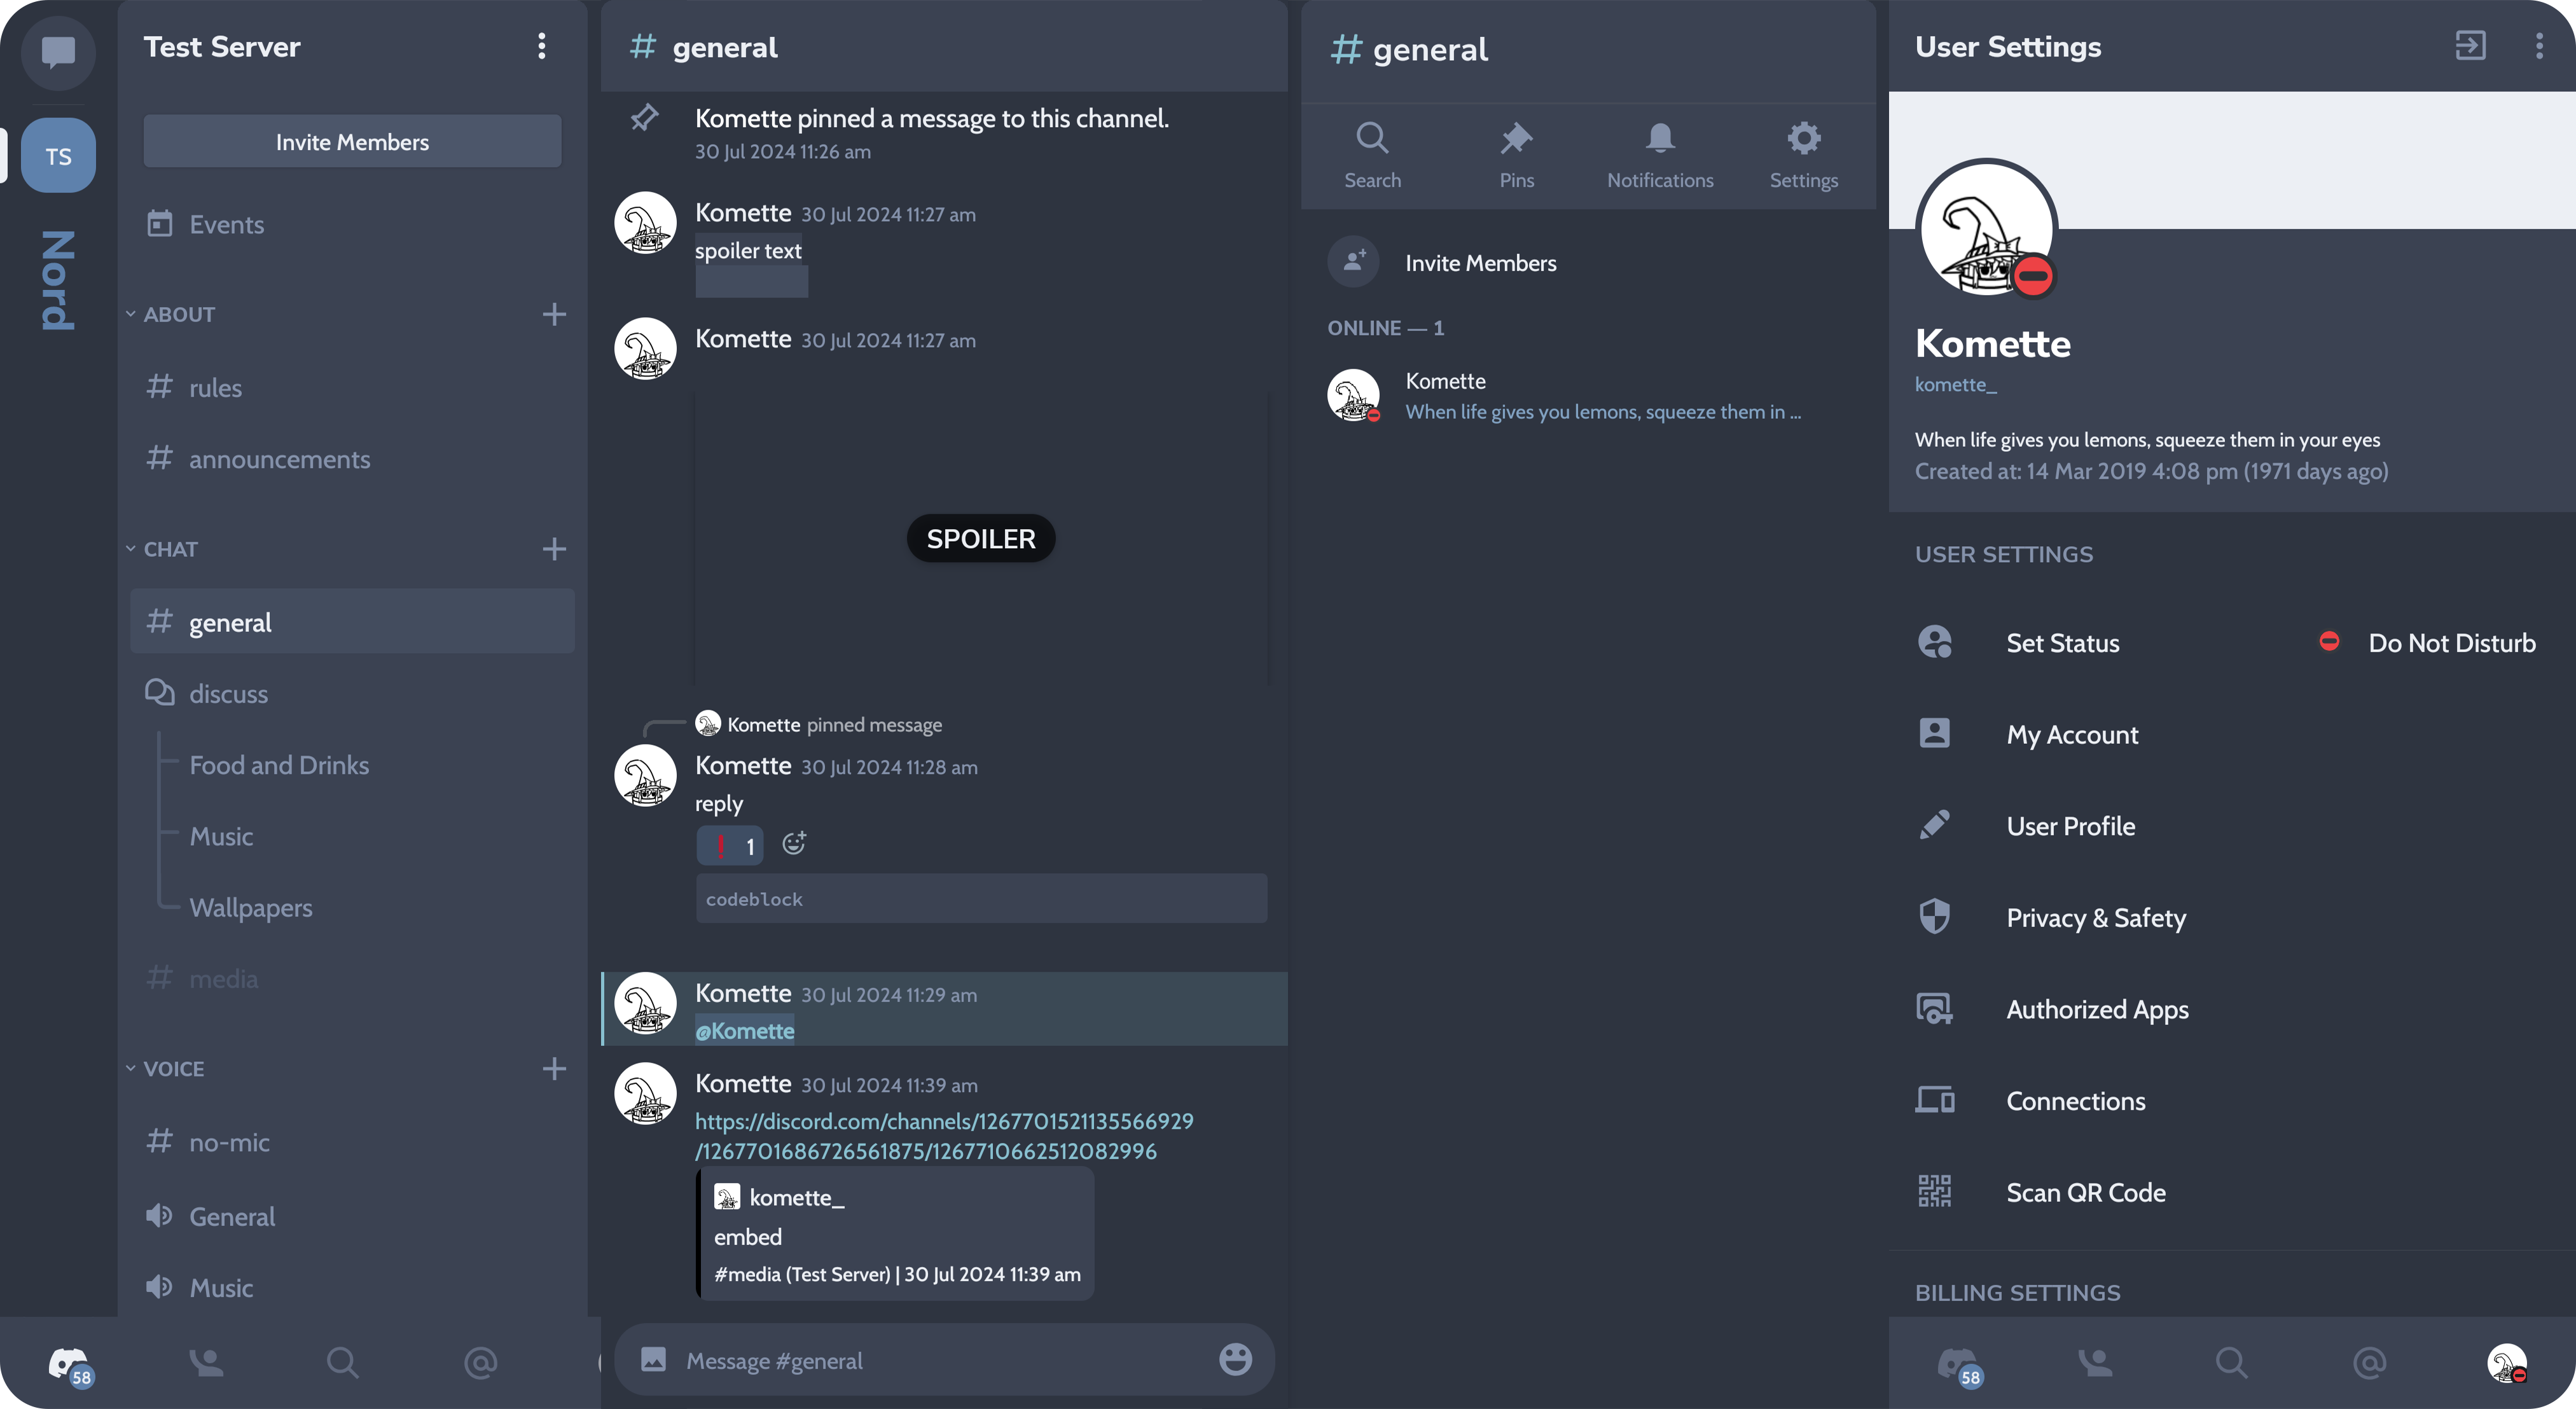 Test Server
TS
Nord
Invite Members
Events
ABOUT
rules
announcements
CHAT
general
discuss
Food and Drinks
Music
Wallpapers
media
VOICE
no-mic
General
Music
58
# general
Komette pinned a message to this channel.
30 Jul 2024 11:26 am
Komette 30 Jul 2024 11:27 am
spoiler text
Komette 30 Jul 2024 11:27 am
SPOILER
Komette pinned message
Komette 30 Jul 2024 11:28 am
reply
❗ 1
codeblock
Komette 30 Jul 2024 11:29 am
@Komette
Komette 30 Jul 2024 11:39 am
https://discord.com/channels/1267701521135566929
/1267701686726561875/1267710662512082996
komette_
embed
#media (Test Server) | 30 Jul 2024 11:39 am
Message #general
# general
Search Pins Notifications Settings
Invite Members
ONLINE — 1
Komette
When life gives you lemons, squeeze them in ...
User Settings
Komette
komette_
When life gives you lemons, squeeze them in your eyes
Created at: 14 Mar 2019 4:08 pm (1971 days ago)
USER SETTINGS
Set Status Do Not Disturb
My Account
User Profile
Privacy & Safety
Authorized Apps
Connections
Scan QR Code
BILLING SETTINGS
58